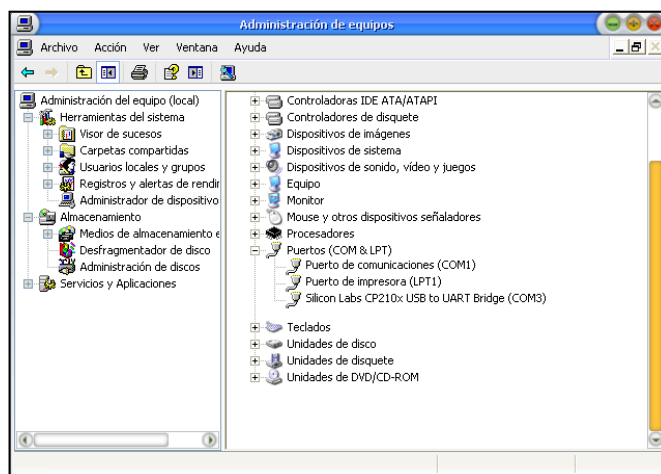 Administración de equipos
Archivo Acción Ver Ventana Ayuda
Administración del equipo (local)
Herramientas del sistema
Visor de sucesos
Carpetas compartidas
Usuarios locales y grupos
Registros y alertas de rendir
Administrador de dispositivo
Almacenamiento
Medios de almacenamiento e
Desfragmentador de disco
Administración de discos
Servicios y Aplicaciones
Controladoras IDE ATA/ATAPI
Controladores de disquete
Dispositivos de imágenes
Dispositivos de sistema
Dispositivos de sonido, vídeo y juegos
Equipo
Monitor
Mouse y otros dispositivos señaladores
Procesadores
Puertos (COM & LPT)
Puerto de comunicaciones (COM1)
Puerto de impresora (LPT1)
Silicon Labs CP210x USB to UART Bridge (COM3)
Teclados
Unidades de disco
Unidades de disquete
Unidades de DVD/CD-ROM